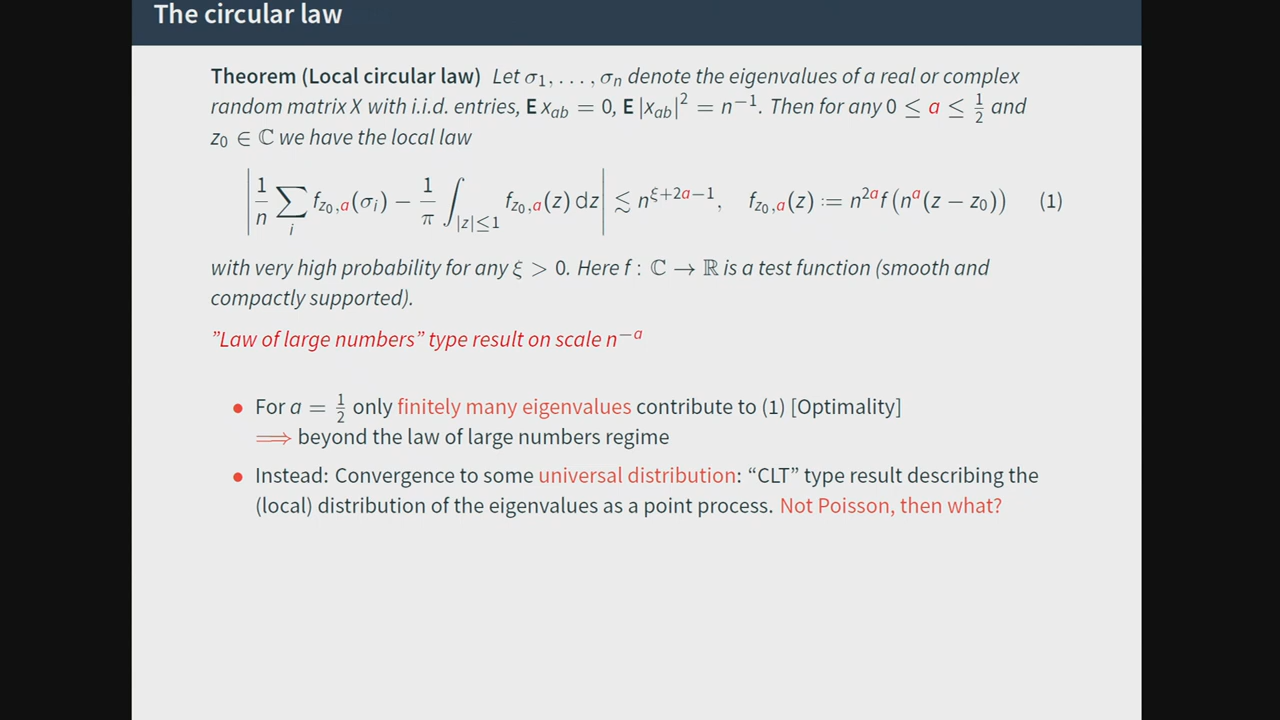 The circular law
Theorem (Local circular law) Let σ₁, . . . , σₙ denote the eigenvalues of a real or complex
random matrix X with i.i.d. entries, E x_{ab} = 0, E |x_{ab}|² = n⁻¹. Then for any 0 ≤ a ≤ 1/2 and
z₀ ∈ ℂ we have the local law
| 1/n ∑_i f_{z₀,a}(σ_i) − 1/π ∫_{|z|≤1} f_{z₀,a}(z) dz | ≲ n^{ξ+2a−1}, f_{z₀,a}(z) := n^{2a} f(n^a(z − z₀)) (1)
with very high probability for any ξ > 0. Here f : ℂ → ℝ is a test function (smooth and
compactly supported).
”Law of large numbers” type result on scale n^{−a}
• For a = 1/2 only finitely many eigenvalues contribute to (1) [Optimality]
⟹ beyond the law of large numbers regime
• Instead: Convergence to some universal distribution: “CLT” type result describing the
(local) distribution of the eigenvalues as a point process. Not Poisson, then what?